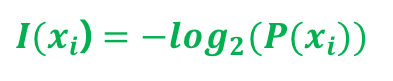 I(xᵢ) = −log₂(P(xᵢ))